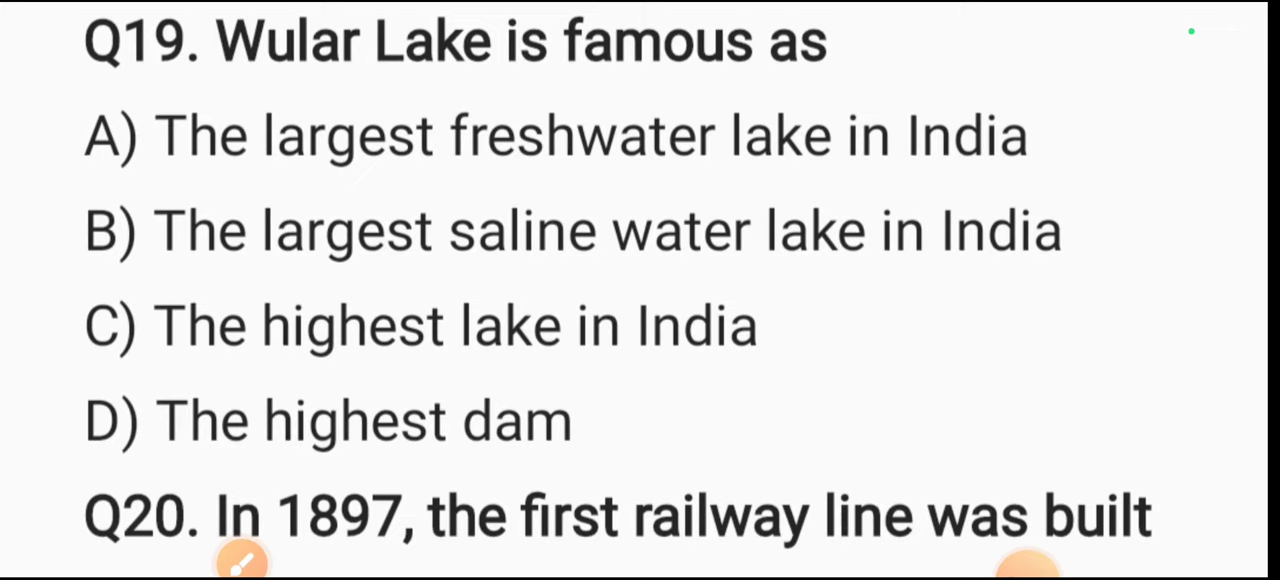 Q19. Wular Lake is famous as
A) The largest freshwater lake in India
B) The largest saline water lake in India
C) The highest lake in India
D) The highest dam
Q20. In 1897, the first railway line was built